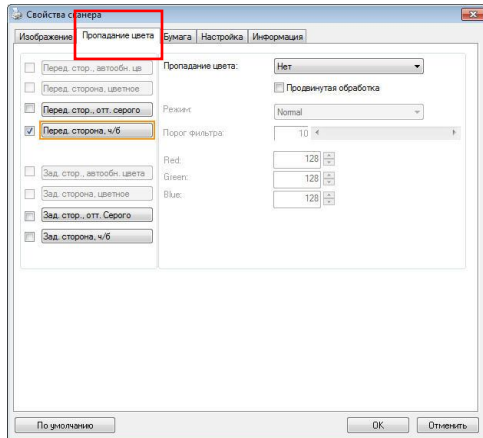 Свойства сканера
Изображение Пропадание цвета Бумага Настройка Информация
Перед. стор., автообн. цв Пропадание цвета: Нет
Перед. сторона, цветное Продвинутая обработка
Перед. стор., отт. серого Режим: Normal
Перед. сторона, ч/б Порог фильтра: 10
Red: 128
Зад. стор., автообн. цвета Green: 128
Зад. сторона, цветное Blue: 128
Зад. стор., отт. Серого
Зад. сторона, ч/б
По умолчанию OK Отменить